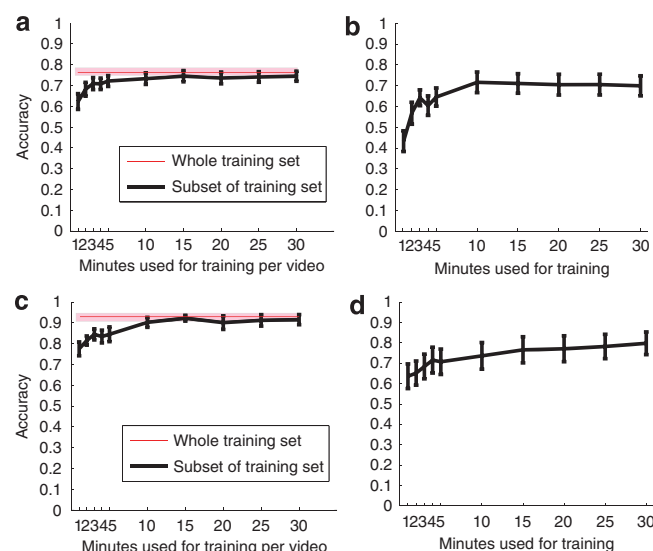 a
1
0.9
0.8
0.7
0.6
0.5
0.4
0.3
0.2
0.1
0
Accuracy
Whole training set
Subset of training set
12345 10 15 20 25 30
Minutes used for training per video
b
1
0.9
0.8
0.7
0.6
0.5
0.4
0.3
0.2
0.1
0
12345 10 15 20 25 30
Minutes used for training
c
1
0.9
0.8
0.7
0.6
0.5
0.4
0.3
0.2
0.1
0
Accuracy
Whole training set
Subset of training set
12345 10 15 20 25 30
Minutes used for training per video
d
1
0.9
0.8
0.7
0.6
0.5
0.4
0.3
0.2
0.1
0
12345 10 15 20 25 30
Minutes used for training